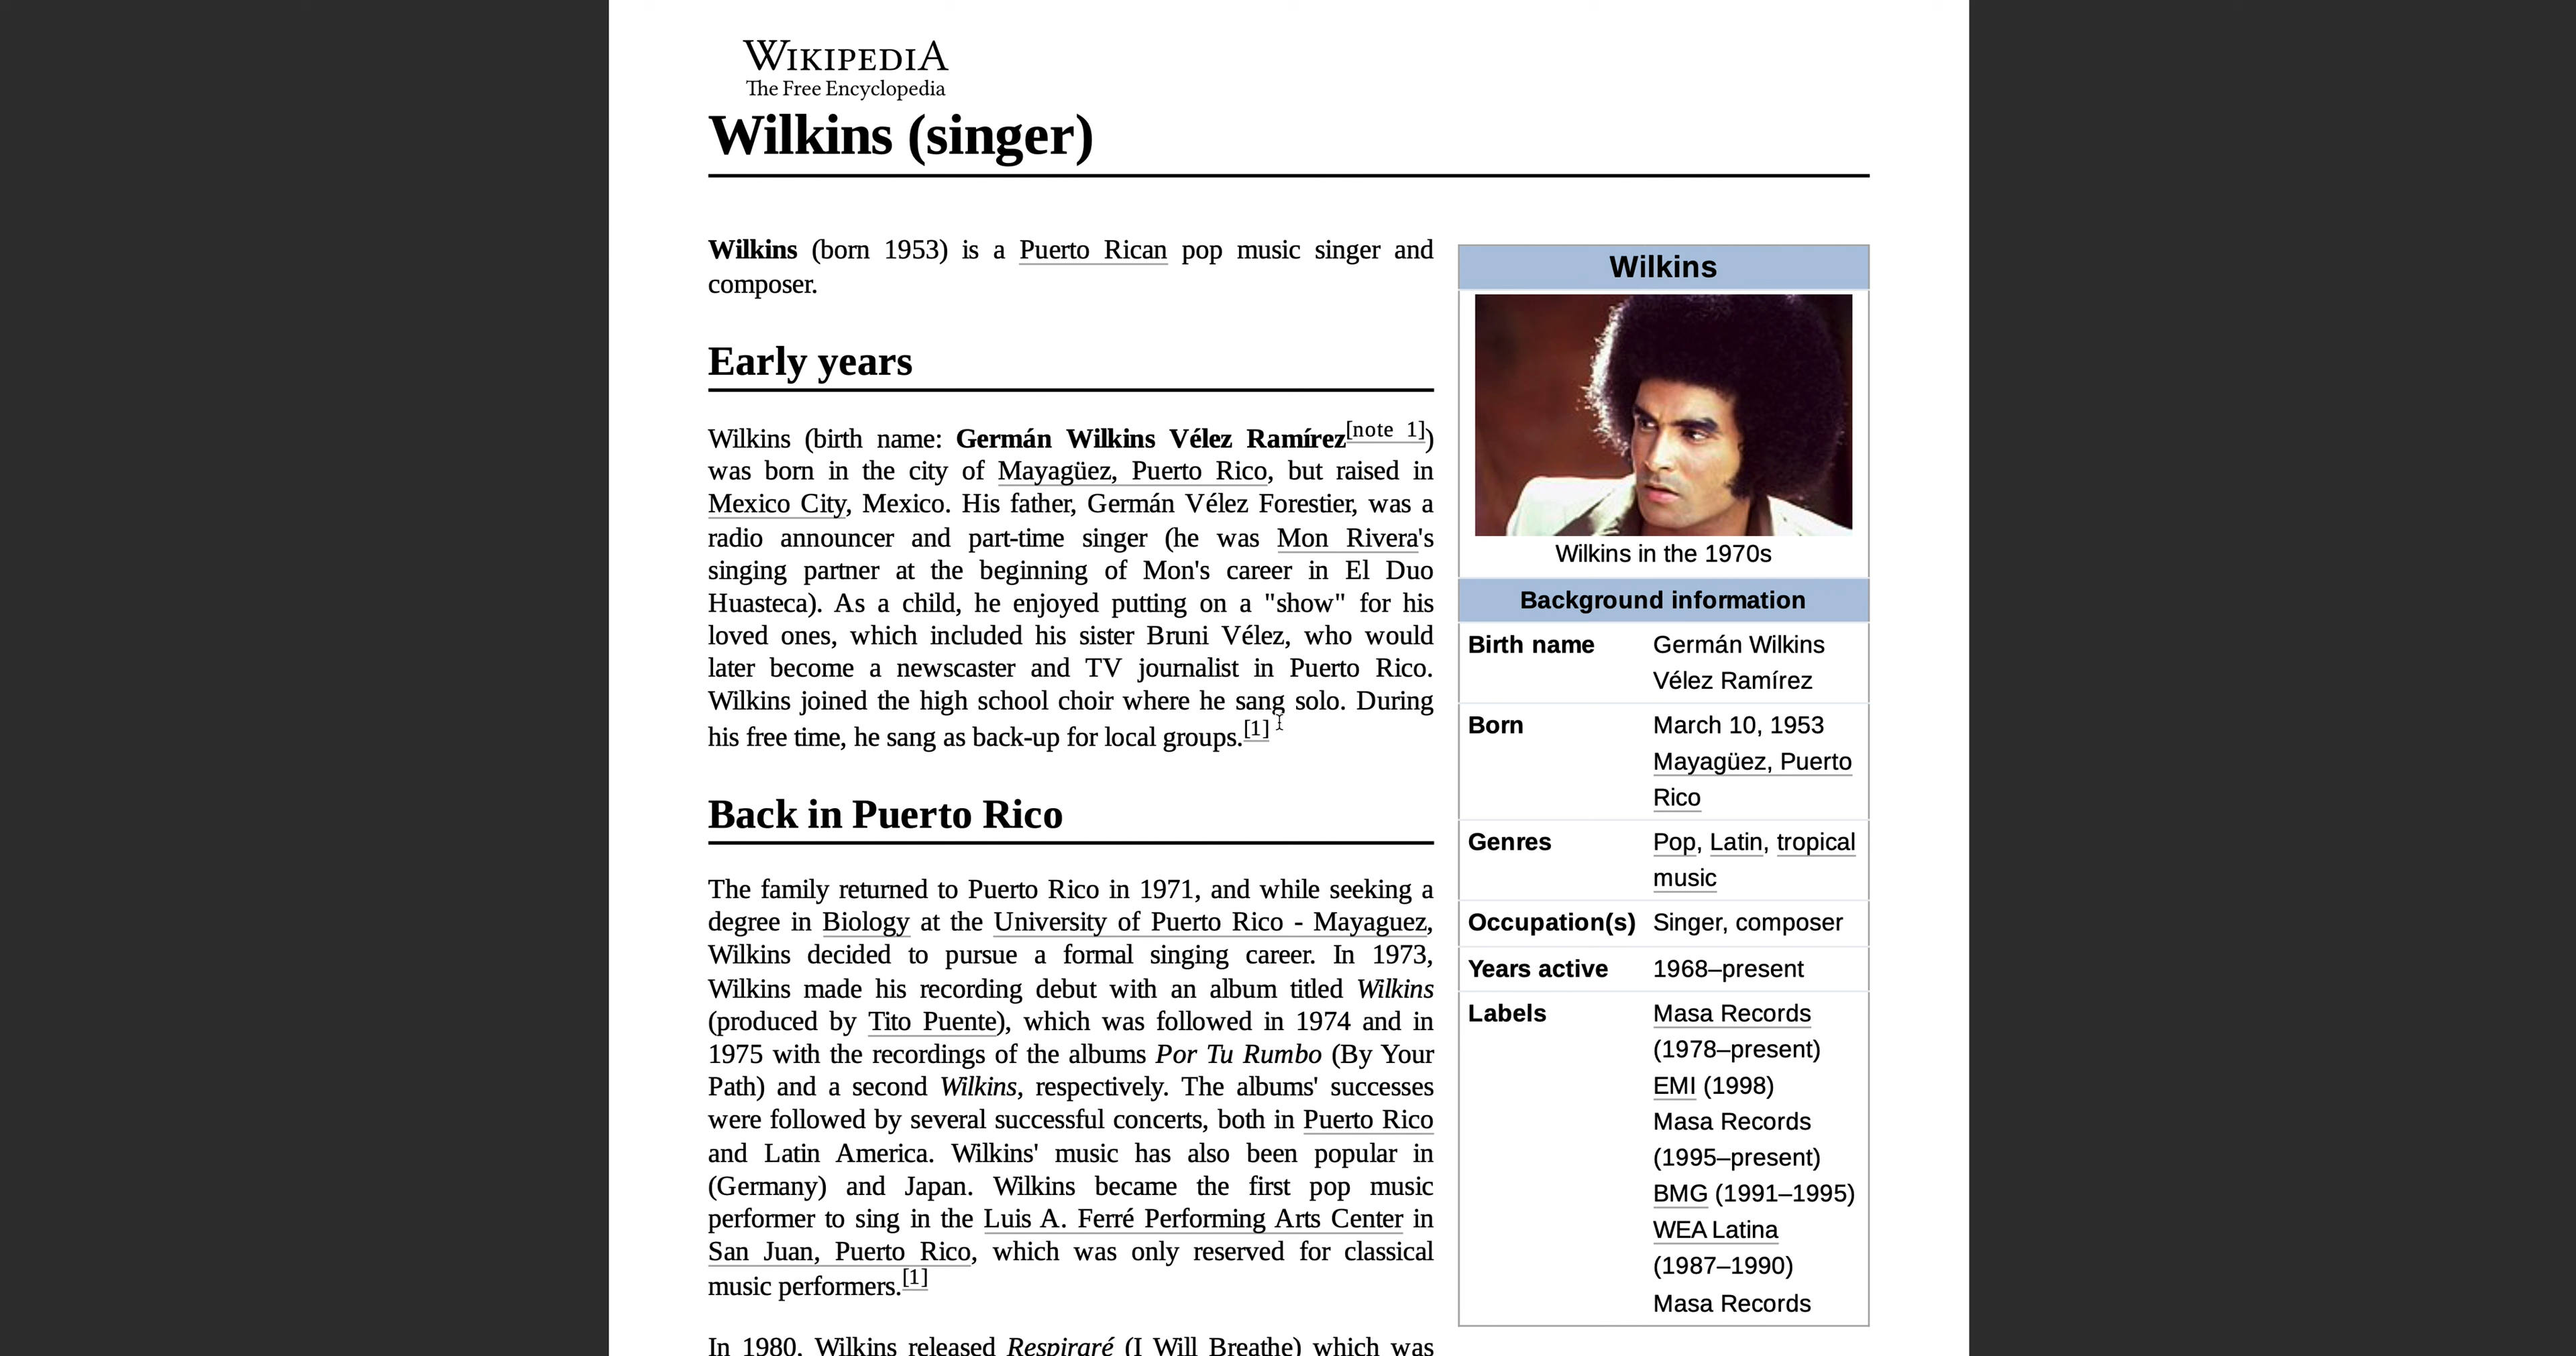 WIKIPEDIA
The Free Encyclopedia
Wilkins (singer)
Wilkins (born 1953) is a Puerto Rican pop music singer and
composer.
Early years
Wilkins (birth name: Germán Wilkins Vélez Ramírez[note 1])
was born in the city of Mayagüez, Puerto Rico, but raised in
Mexico City, Mexico. His father, Germán Vélez Forestier, was a
radio announcer and part-time singer (he was Mon Rivera's
singing partner at the beginning of Mon's career in El Duo
Huasteca). As a child, he enjoyed putting on a "show" for his
loved ones, which included his sister Bruni Vélez, who would
later become a newscaster and TV journalist in Puerto Rico.
Wilkins joined the high school choir where he sang solo. During
his free time, he sang as back-up for local groups.[1]
Back in Puerto Rico
The family returned to Puerto Rico in 1971, and while seeking a
degree in Biology at the University of Puerto Rico - Mayaguez,
Wilkins decided to pursue a formal singing career. In 1973,
Wilkins made his recording debut with an album titled Wilkins
(produced by Tito Puente), which was followed in 1974 and in
1975 with the recordings of the albums Por Tu Rumbo (By Your
Path) and a second Wilkins, respectively. The albums' successes
were followed by several successful concerts, both in Puerto Rico
and Latin America. Wilkins' music has also been popular in
(Germany) and Japan. Wilkins became the first pop music
performer to sing in the Luis A. Ferré Performing Arts Center in
San Juan, Puerto Rico, which was only reserved for classical
music performers.[1]
In 1980, Wilkins released Respiraré (I Will Breathe) which was
Wilkins
Wilkins in the 1970s
Background information
Birth name Germán Wilkins
Vélez Ramírez
Born March 10, 1953
Mayagüez, Puerto
Rico
Genres Pop, Latin, tropical
music
Occupation(s) Singer, composer
Years active 1968–present
Labels Masa Records
(1978–present)
EMI (1998)
Masa Records
(1995–present)
BMG (1991–1995)
WEA Latina
(1987–1990)
Masa Records